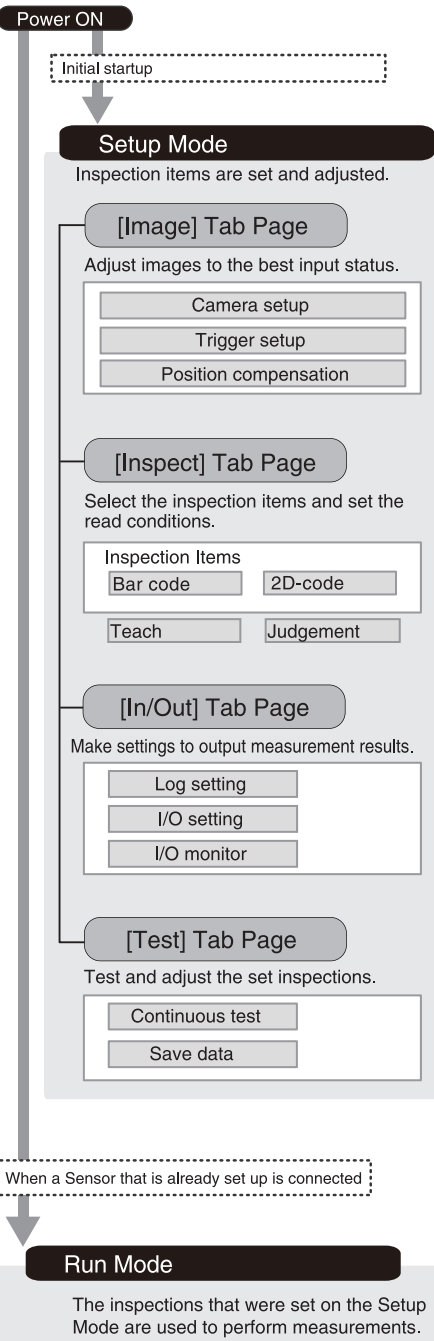 Power ON
Initial startup
Setup Mode
Inspection items are set and adjusted.
[Image] Tab Page
Adjust images to the best input status.
Camera setup
Trigger setup
Position compensation
[Inspect] Tab Page
Select the inspection items and set the
read conditions.
Inspection Items
Bar code 2D-code
Teach Judgement
[In/Out] Tab Page
Make settings to output measurement results.
Log setting
I/O setting
I/O monitor
[Test] Tab Page
Test and adjust the set inspections.
Continuous test
Save data
When a Sensor that is already set up is connected
Run Mode
The inspections that were set on the Setup
Mode are used to perform measurements.